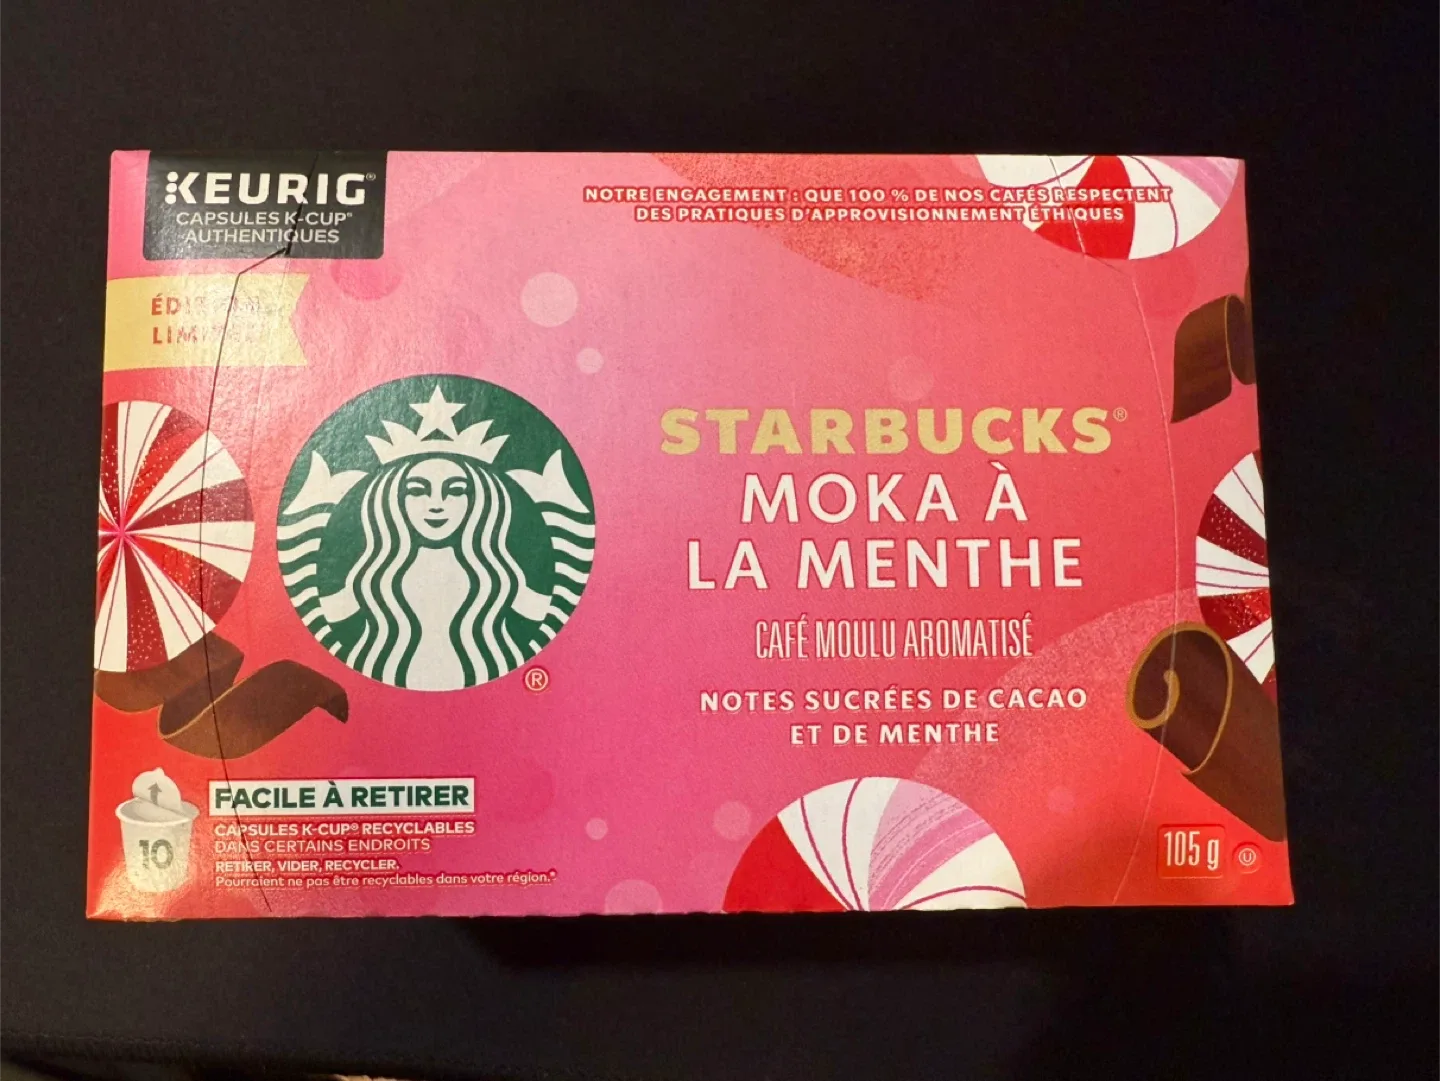 KEURIG®
CAPSULES K-CUP®
AUTHENTIQUES
NOTRE ENGAGEMENT : QUE 100 % DE NOS CAFÉS RESPECTENT
DES PRATIQUES D'APPROVISIONNEMENT ÉTHIQUES
ÉDITION
LIMITÉE
STARBUCKS®
MOKA À
LA MENTHE
CAFÉ MOULU AROMATISÉ
NOTES SUCRÉES DE CACAO
ET DE MENTHE
®
10
FACILE À RETIRER
CAPSULES K-CUP® RECYCLABLES
DANS CERTAINS ENDROITS
RETIRER, VIDER, RECYCLER.
Pourraient ne pas être recyclables dans votre région.*
105 g
U